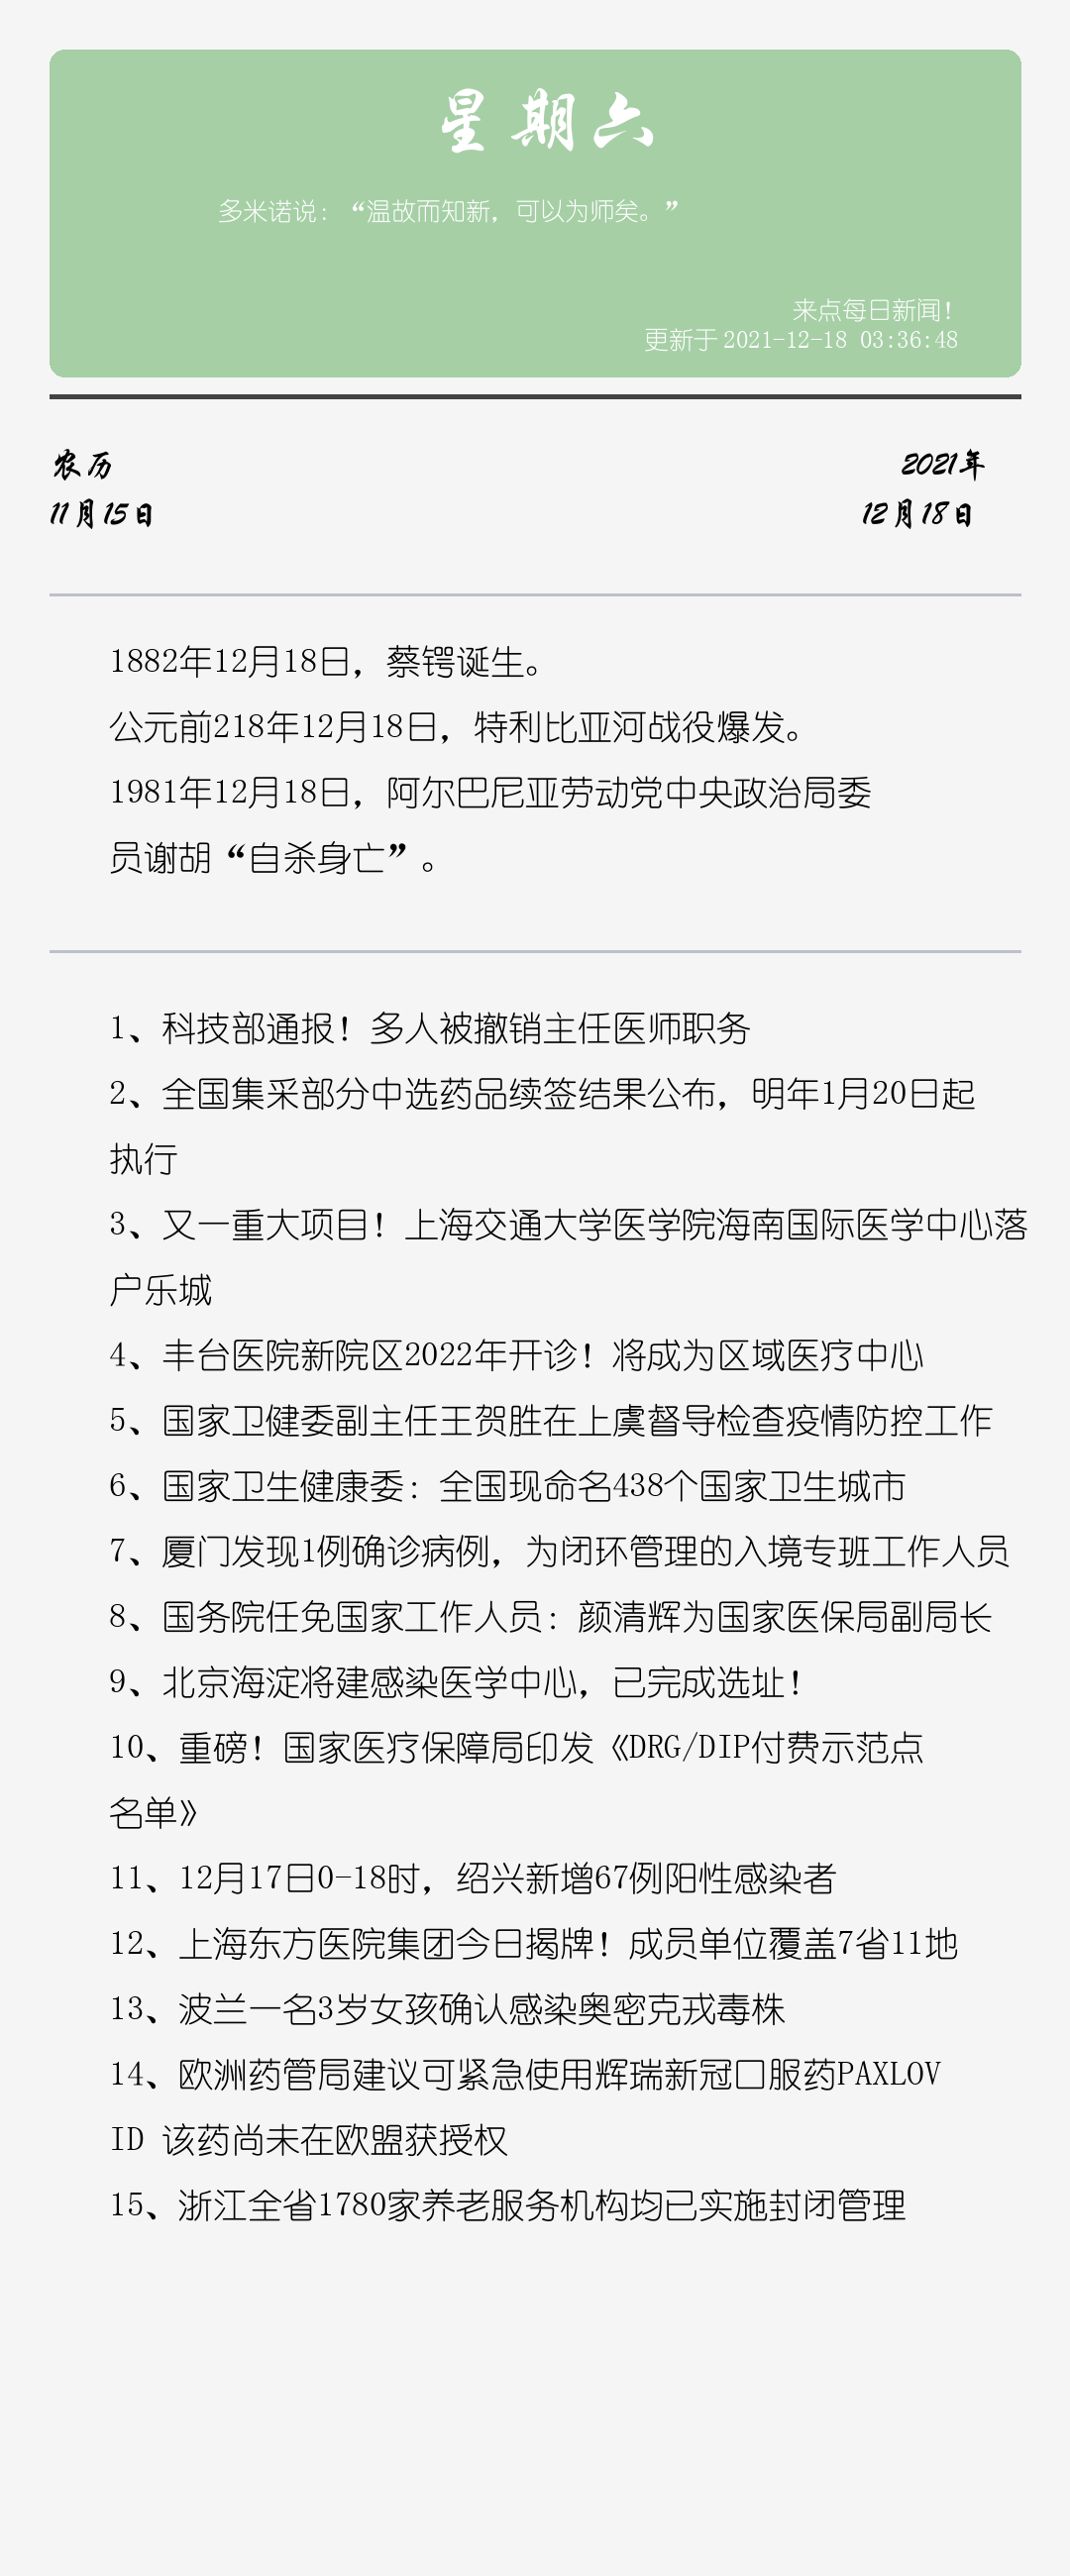 星期六
多米诺说：“温故而知新，可以为师矣。”
来点每日新闻！
更新于 2021-12-18 03:36:48
农历
2021年
11月15日
12月18日
1882年12月18日，蔡锷诞生。
公元前218年12月18日，特利比亚河战役爆发。
1981年12月18日，阿尔巴尼亚劳动党中央政治局委
员谢胡“自杀身亡”。
1、科技部通报！多人被撤销主任医师职务
2、全国集采部分中选药品续签结果公布，明年1月20日起
执行
3、又一重大项目！上海交通大学医学院海南国际医学中心落
户乐城
4、丰台医院新院区2022年开诊！将成为区域医疗中心
5、国家卫健委副主任王贺胜在上虞督导检查疫情防控工作
6、国家卫生健康委：全国现命名438个国家卫生城市
7、厦门发现1例确诊病例，为闭环管理的入境专班工作人员
8、国务院任免国家工作人员：颜清辉为国家医保局副局长
9、北京海淀将建感染医学中心，已完成选址！
10、重磅！国家医疗保障局印发《DRG/DIP付费示范点
名单》
11、12月17日0-18时，绍兴新增67例阳性感染者
12、上海东方医院集团今日揭牌！成员单位覆盖7省11地
13、波兰一名3岁女孩确认感染奥密克戎毒株
14、欧洲药管局建议可紧急使用辉瑞新冠口服药PAXLOV
ID 该药尚未在欧盟获授权
15、浙江全省1780家养老服务机构均已实施封闭管理